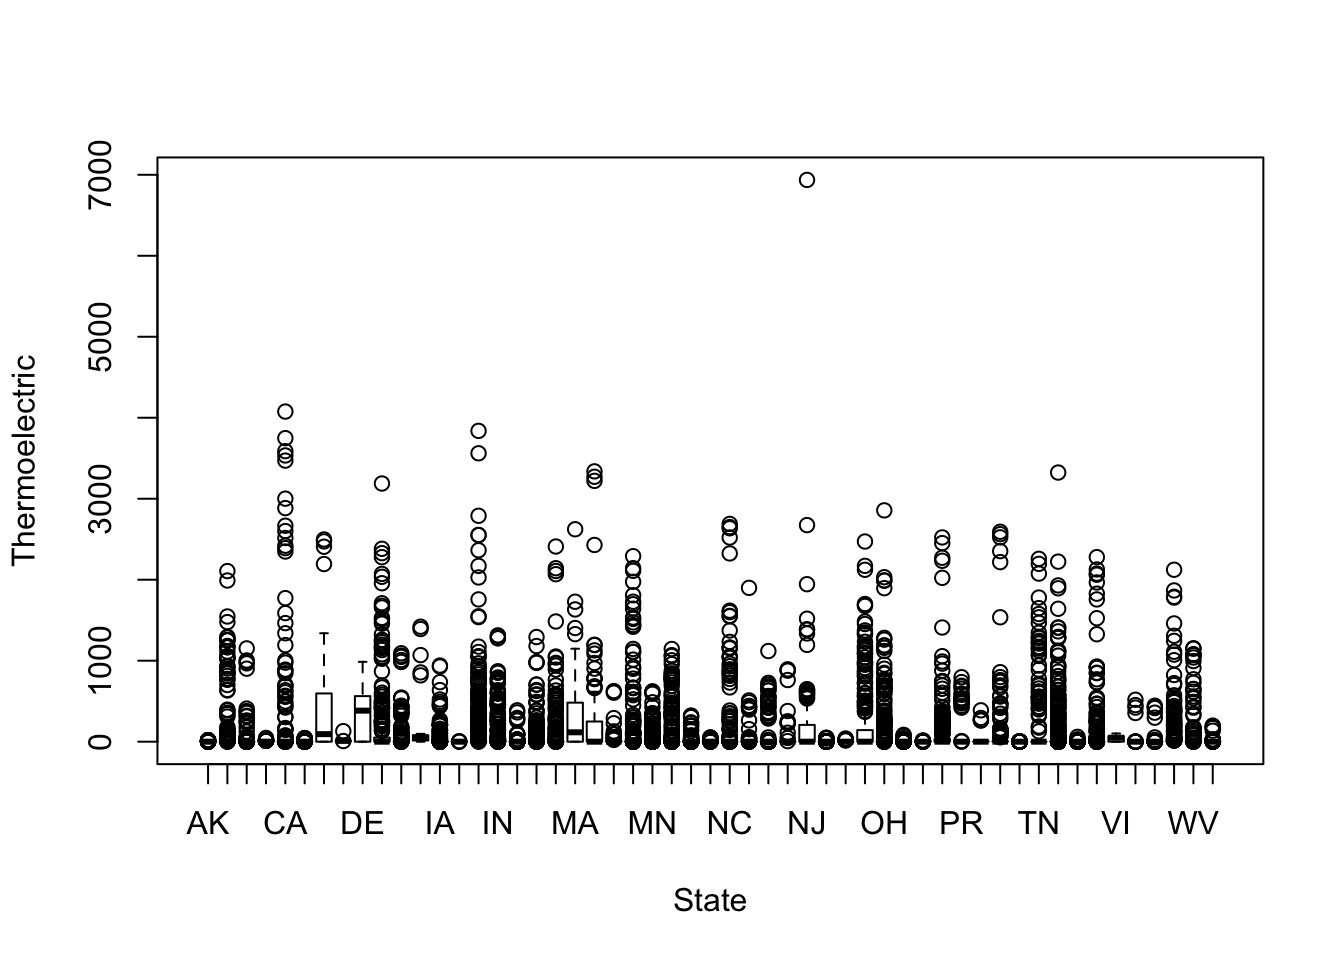 7000
5000
3000
1000
0
Thermoelectric
AK CA DE IA IN MA MN NC NJ OH PR TN VI WV
State